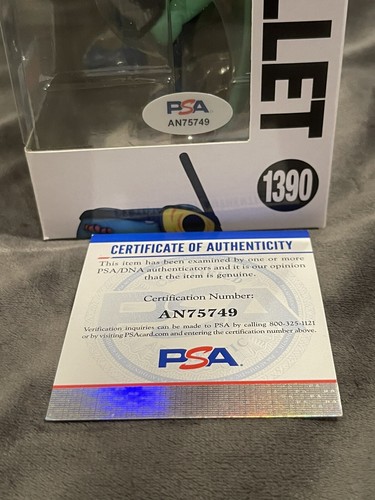 LLET
PSA
AN75749
1390
CERTIFICATE OF AUTHENTICITY
This item has been examined by one or more
PSA/DNA authenticators and it is our opinion
that the item is genuine.
Certification Number:
AN75749
Verification inquiries can be made to PSA by calling 800-325-1121
or by visiting PSAcard.com and entering the certification number above.
PSA